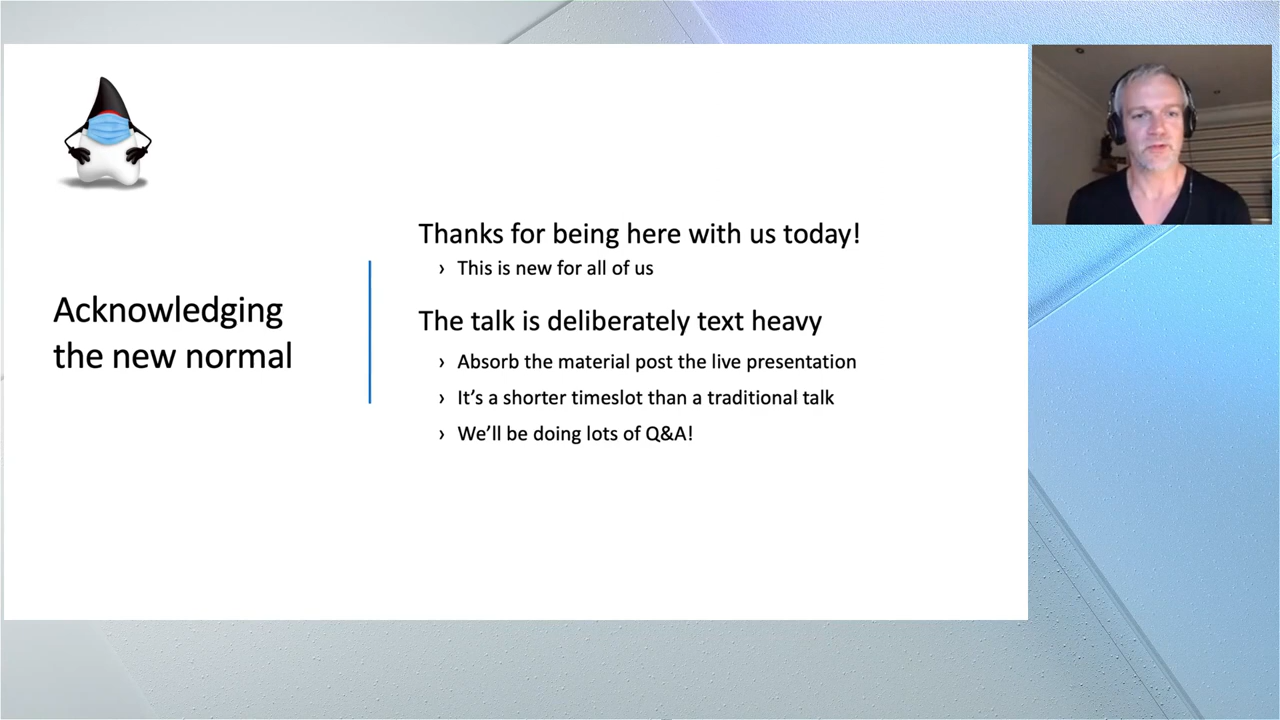 Acknowledging
the new normal
Thanks for being here with us today!
› This is new for all of us
The talk is deliberately text heavy
› Absorb the material post the live presentation
› It’s a shorter timeslot than a traditional talk
› We’ll be doing lots of Q&A!